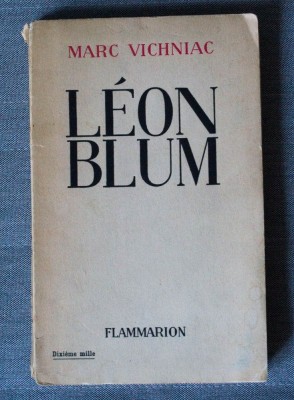 MARC VICHNIAC
LÉON
BLUM
FLAMMARION
Dixième mille